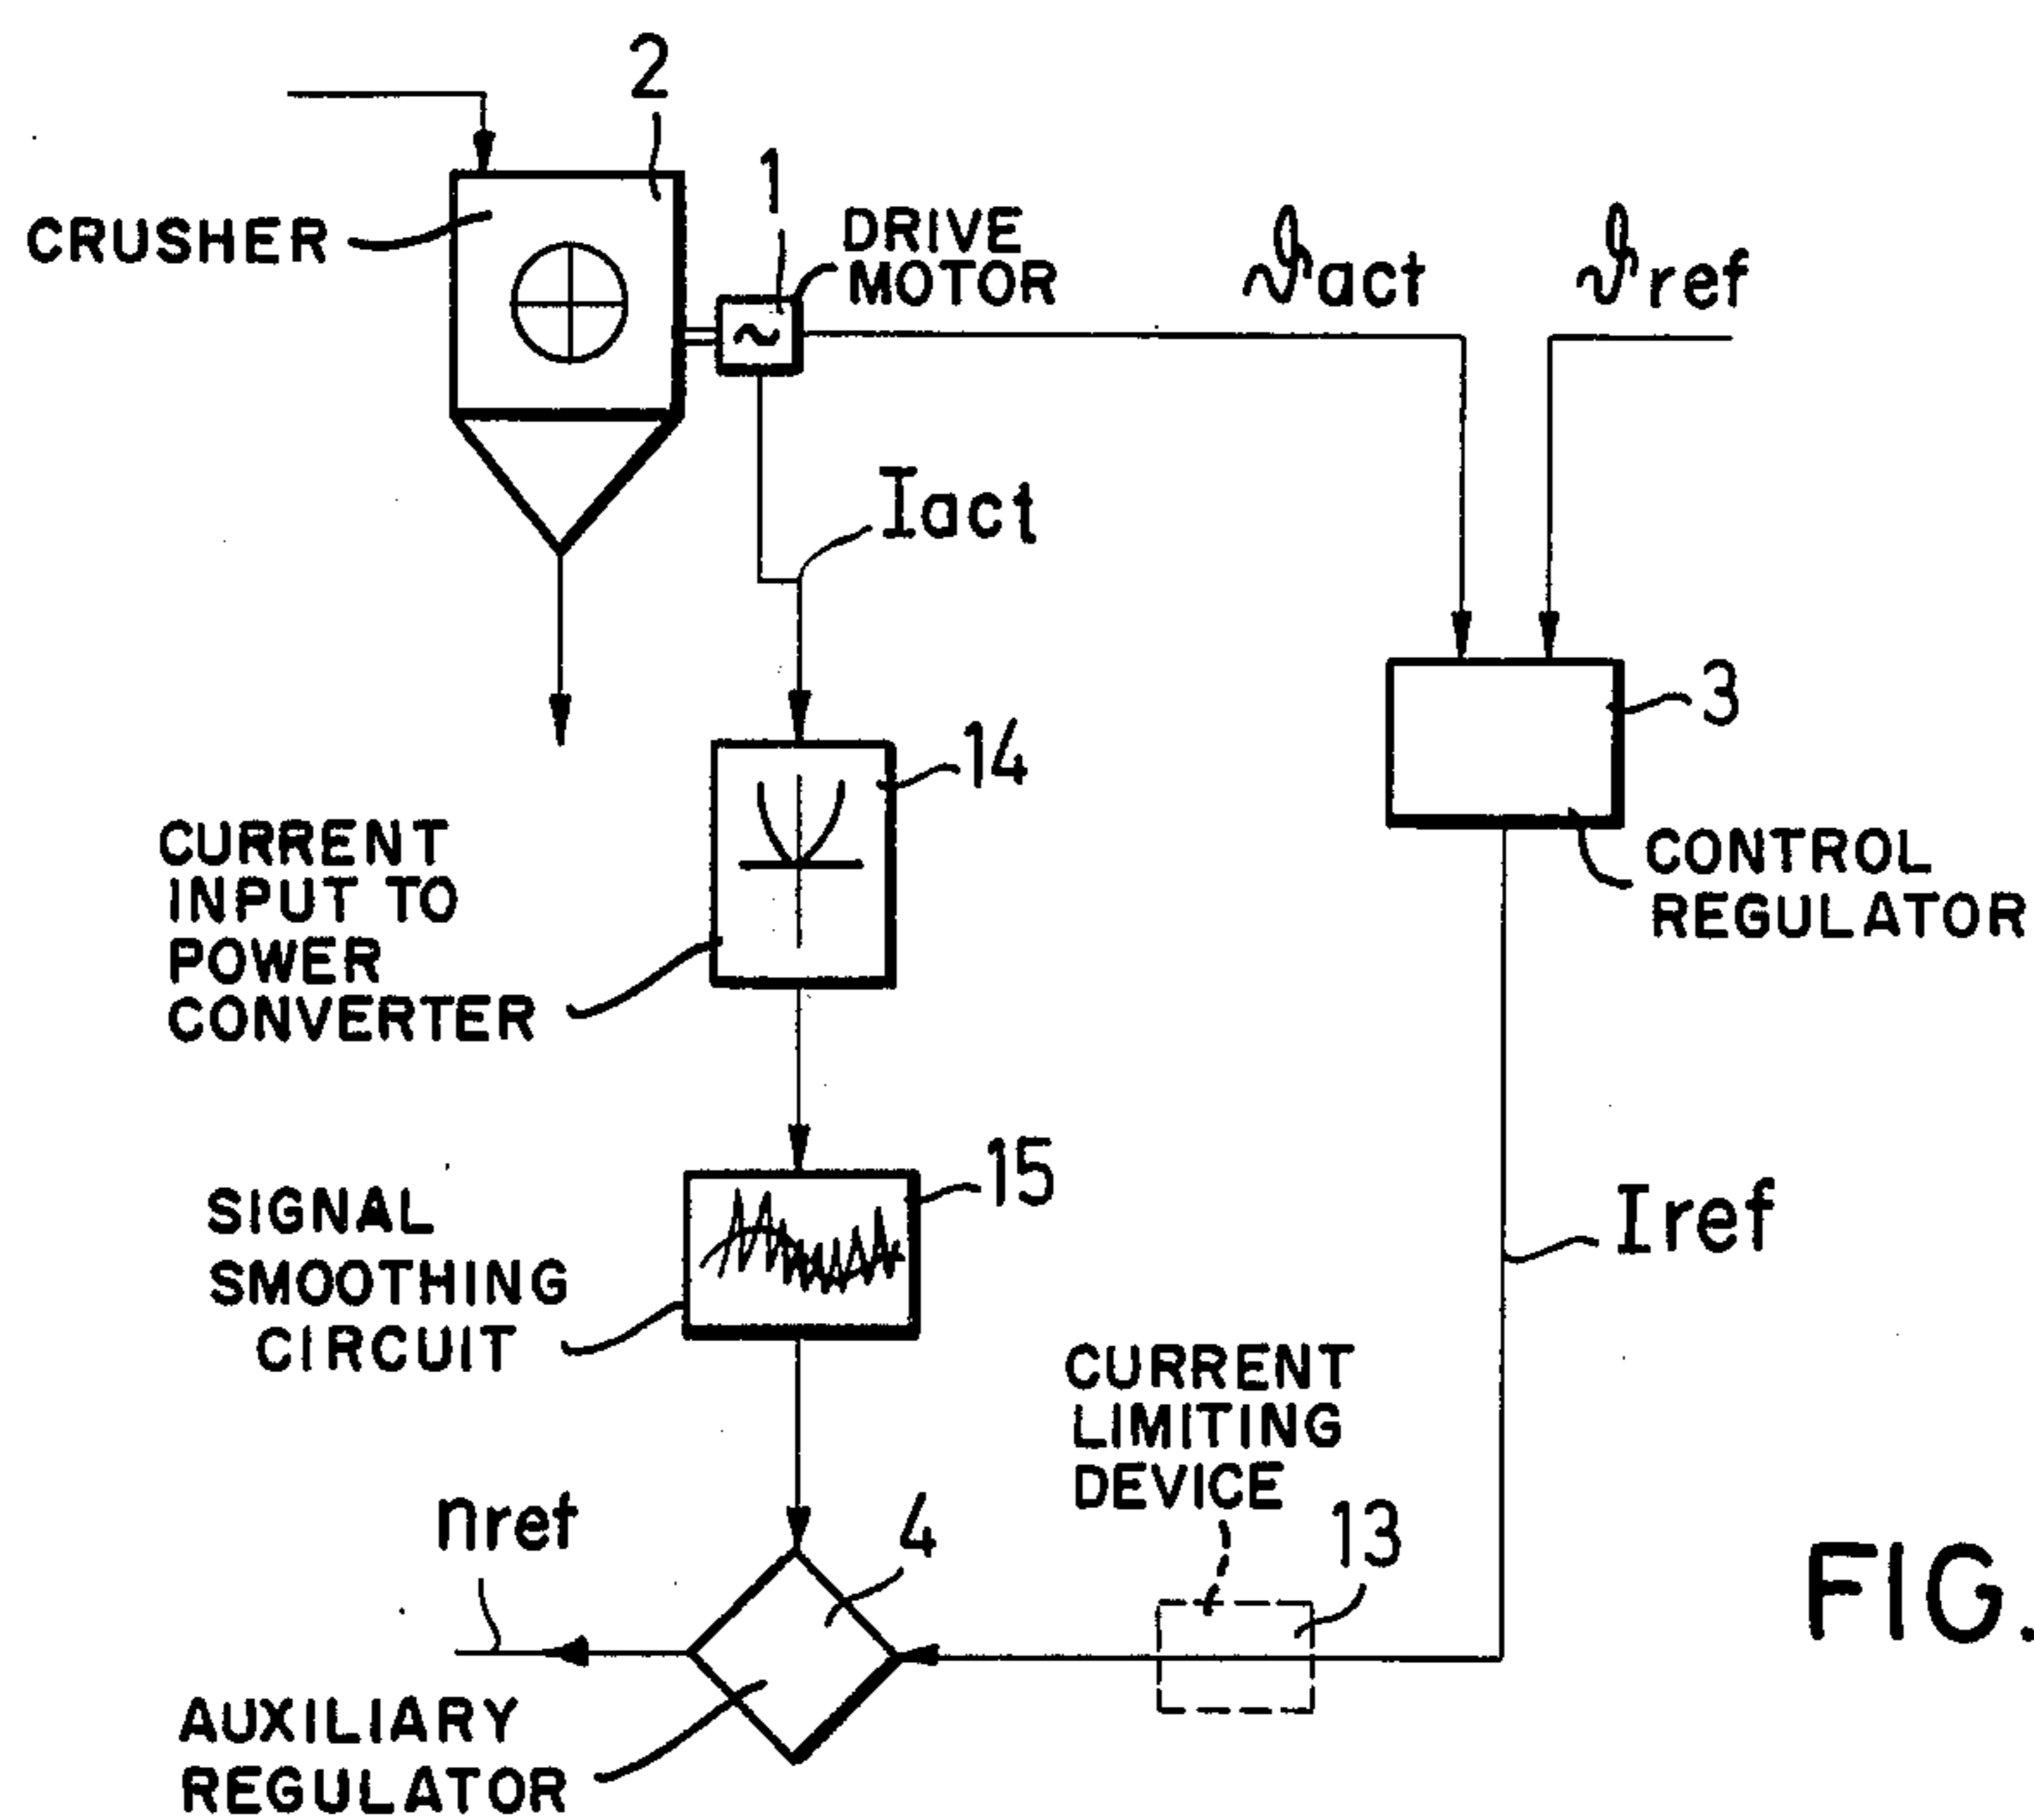 2
1
CRUSHER
DRIVE
MOTOR
ϑact
ϑref
Iact
3
14
CURRENT
INPUT TO
POWER
CONVERTER
CONTROL
REGULATOR
15
SIGNAL
SMOOTHING
CIRCUIT
Iref
CURRENT
LIMITING
DEVICE
nref
4
13
FIG.
AUXILIARY
REGULATOR